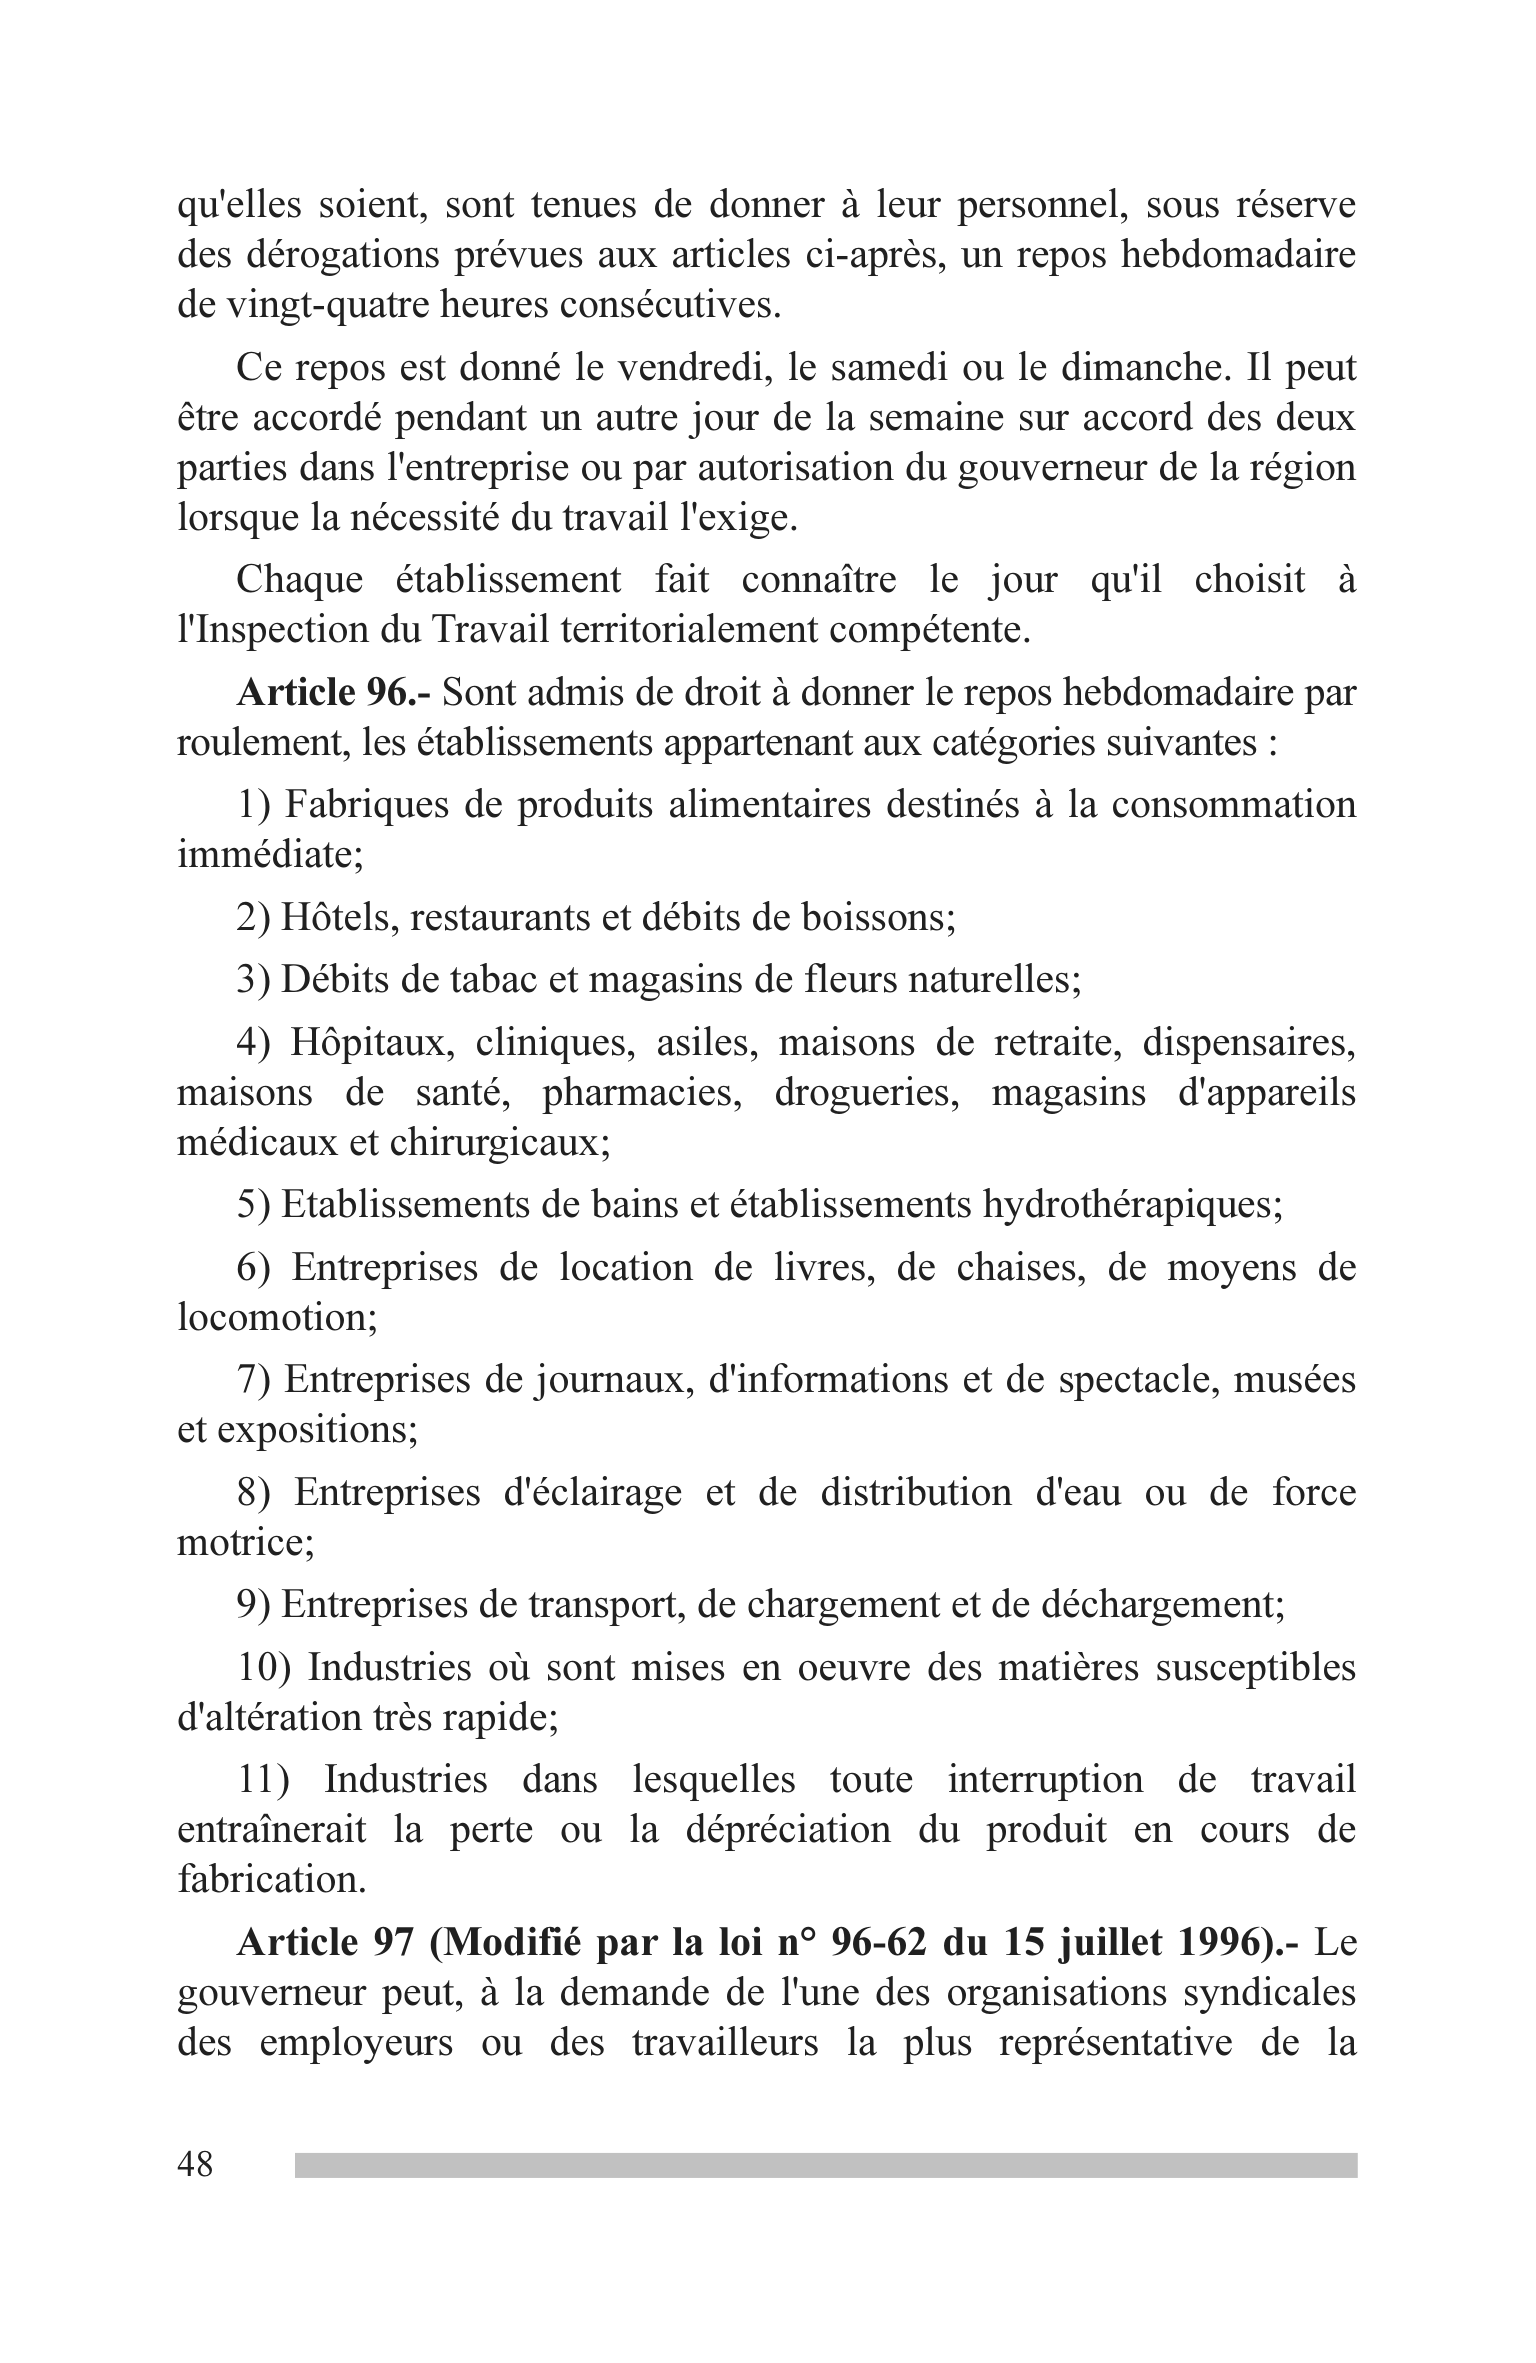 qu'elles soient, sont tenues de donner à leur personnel, sous réserve
des dérogations prévues aux articles ci-après, un repos hebdomadaire
de vingt-quatre heures consécutives.
Ce repos est donné le vendredi, le samedi ou le dimanche. Il peut
être accordé pendant un autre jour de la semaine sur accord des deux
parties dans l'entreprise ou par autorisation du gouverneur de la région
lorsque la nécessité du travail l'exige.
Chaque établissement fait connaître le jour qu'il choisit à
l'Inspection du Travail territorialement compétente.
Article 96.- Sont admis de droit à donner le repos hebdomadaire par
roulement, les établissements appartenant aux catégories suivantes :
1) Fabriques de produits alimentaires destinés à la consommation
immédiate;
2) Hôtels, restaurants et débits de boissons;
3) Débits de tabac et magasins de fleurs naturelles;
4) Hôpitaux, cliniques, asiles, maisons de retraite, dispensaires,
maisons de santé, pharmacies, drogueries, magasins d'appareils
médicaux et chirurgicaux;
5) Etablissements de bains et établissements hydrothérapiques;
6) Entreprises de location de livres, de chaises, de moyens de
locomotion;
7) Entreprises de journaux, d'informations et de spectacle, musées
et expositions;
8) Entreprises d'éclairage et de distribution d'eau ou de force
motrice;
9) Entreprises de transport, de chargement et de déchargement;
10) Industries où sont mises en oeuvre des matières susceptibles
d'altération très rapide;
11) Industries dans lesquelles toute interruption de travail
entraînerait la perte ou la dépréciation du produit en cours de
fabrication.
Article 97 (Modifié par la loi n° 96-62 du 15 juillet 1996).- Le
gouverneur peut, à la demande de l'une des organisations syndicales
des employeurs ou des travailleurs la plus représentative de la
48